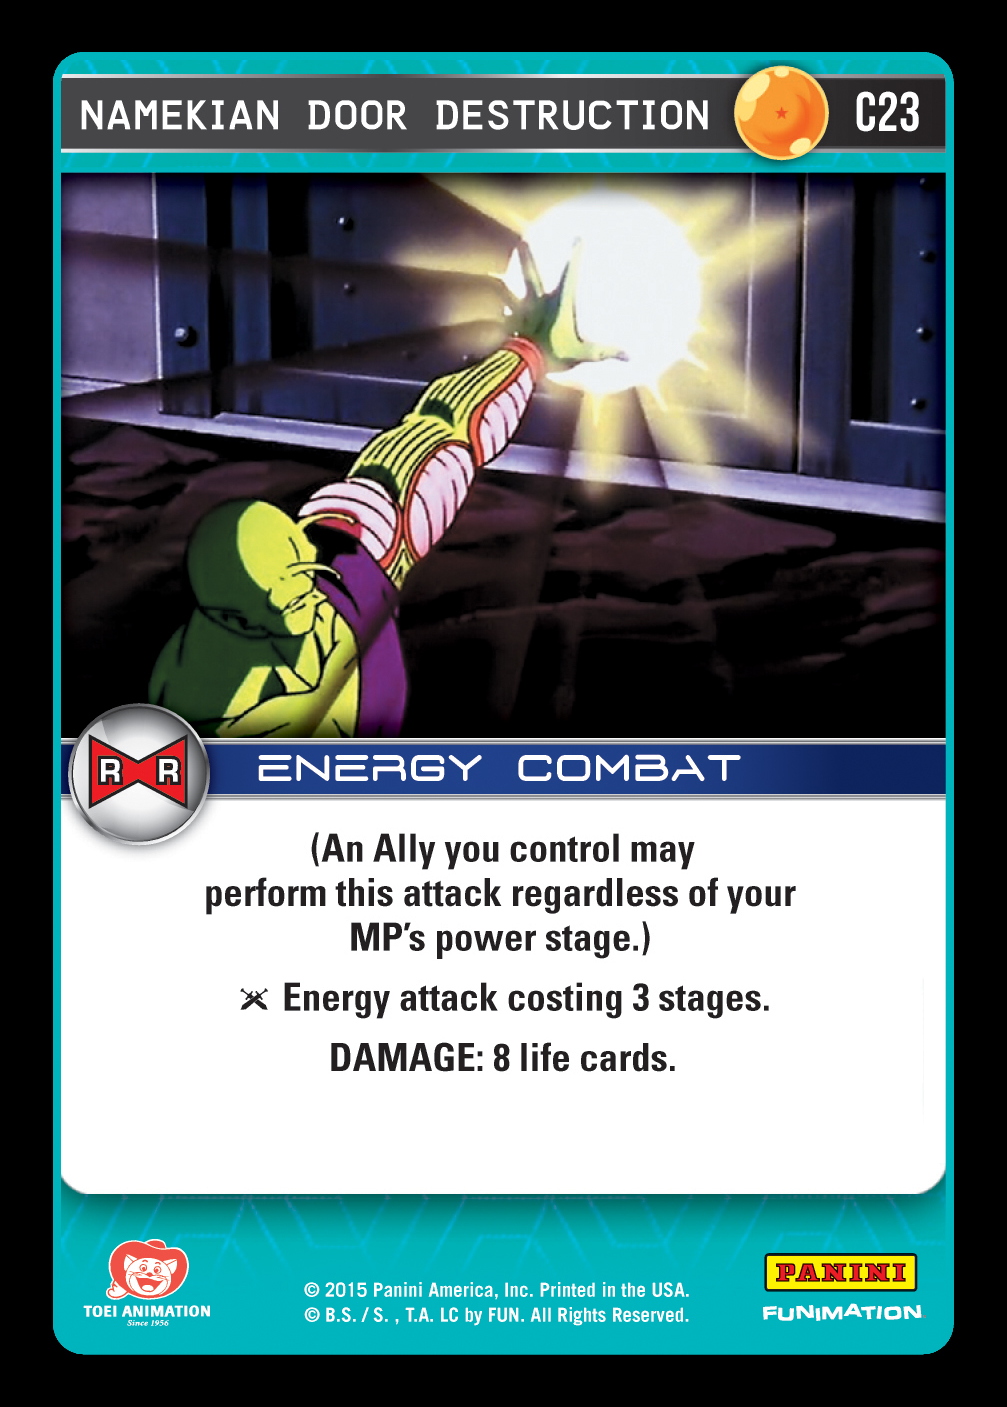 NAMEKIAN DOOR DESTRUCTION C23
R R ENERGY COMBAT
(An Ally you control may
perform this attack regardless of your
MP's power stage.)
Energy attack costing 3 stages.
DAMAGE: 8 life cards.
TOEI ANIMATION
Since 1956
© 2015 Panini America, Inc. Printed in the USA.
© B.S. / S. , T.A. LC by FUN. All Rights Reserved.
PANINI
FUNIMATION